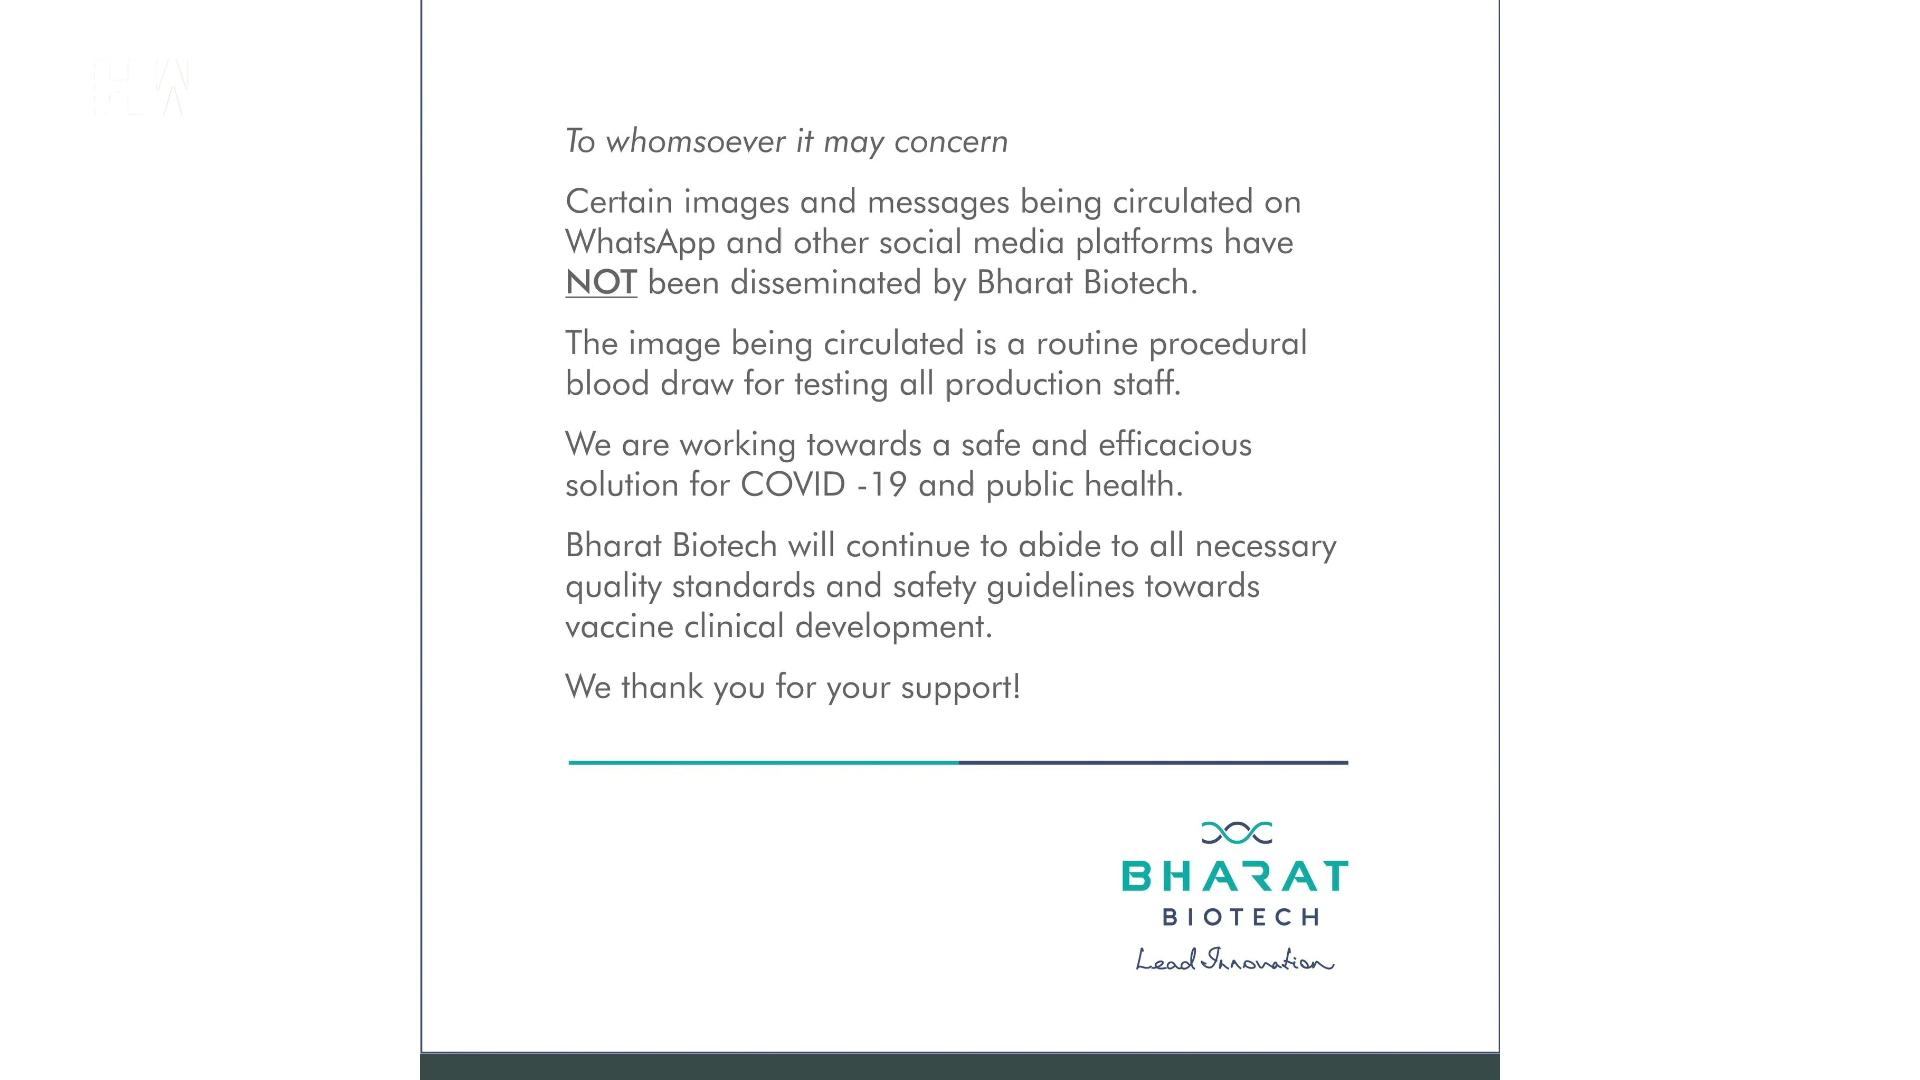 To whomsoever it may concern
Certain images and messages being circulated on
WhatsApp and other social media platforms have
NOT been disseminated by Bharat Biotech.
The image being circulated is a routine procedural
blood draw for testing all production staff.
We are working towards a safe and efficacious
solution for COVID -19 and public health.
Bharat Biotech will continue to abide to all necessary
quality standards and safety guidelines towards
vaccine clinical development.
We thank you for your support!
BHARAT
BIOTECH
Lead Innovation